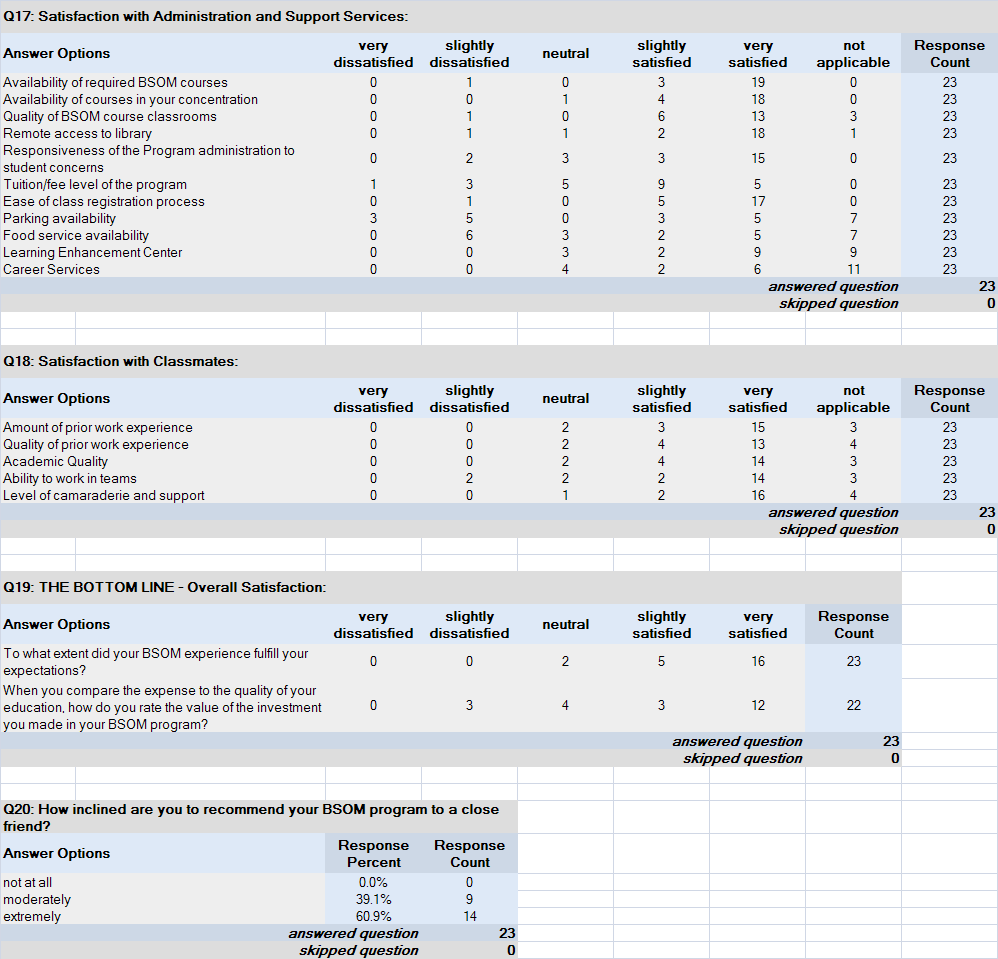 Q17: Satisfaction with Administration and Support Services:
Answer Options very dissatisfied slightly dissatisfied neutral slightly satisfied very satisfied not applicable Response Count
Availability of required BSOM courses 0 1 0 3 19 0 23
Availability of courses in your concentration 0 0 1 4 18 0 23
Quality of BSOM course classrooms 0 1 0 6 13 3 23
Remote access to library 0 1 1 2 18 1 23
Responsiveness of the Program administration to student concerns 0 2 3 3 15 0 23
Tuition/fee level of the program 1 3 5 9 5 0 23
Ease of class registration process 0 1 0 5 17 0 23
Parking availability 3 5 0 3 5 7 23
Food service availability 0 6 3 2 5 7 23
Learning Enhancement Center 0 0 3 2 9 9 23
Career Services 0 0 4 2 6 11 23
answered question 23
skipped question 0
Q18: Satisfaction with Classmates:
Answer Options very dissatisfied slightly dissatisfied neutral slightly satisfied very satisfied not applicable Response Count
Amount of prior work experience 0 0 2 3 15 3 23
Quality of prior work experience 0 0 2 4 13 4 23
Academic Quality 0 0 2 4 14 3 23
Ability to work in teams 0 2 2 2 14 3 23
Level of camaraderie and support 0 0 1 2 16 4 23
answered question 23
skipped question 0
Q19: THE BOTTOM LINE - Overall Satisfaction:
Answer Options very dissatisfied slightly dissatisfied neutral slightly satisfied very satisfied Response Count
To what extent did your BSOM experience fulfill your expectations? 0 0 2 5 16 23
When you compare the expense to the quality of your education, how do you rate the value of the investment you made in your BSOM program? 0 3 4 3 12 22
answered question 23
skipped question 0
Q20: How inclined are you to recommend your BSOM program to a close friend?
Answer Options Response Percent Response Count
not at all 0.0% 0
moderately 39.1% 9
extremely 60.9% 14
answered question 23
skipped question 0